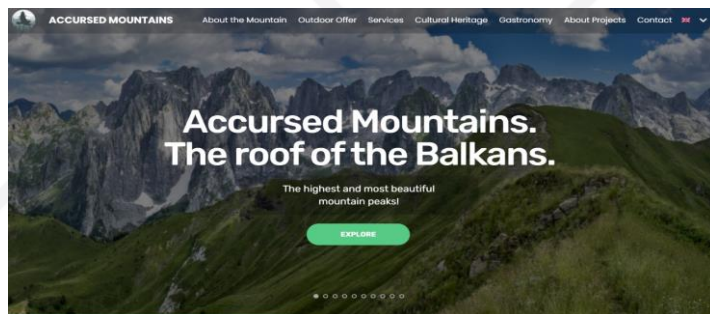 ACCURSED MOUNTAINS
About the Mountain Outdoor Offer Services Cultural Heritage Gastronomy About Projects Contact
Accursed Mountains.
The roof of the Balkans.
The highest and most beautiful
mountain peaks!
EXPLORE